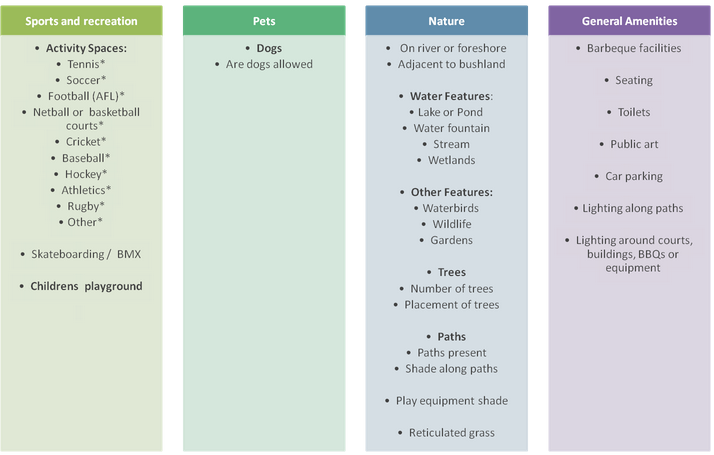 Sports and recreation
• Activity Spaces:
• Tennis*
• Soccer*
• Football (AFL)*
• Netball or basketball
courts*
• Cricket*
• Baseball*
• Hockey*
• Athletics*
• Rugby*
• Other*
• Skateboarding / BMX
• Childrens playground
Pets
• Dogs
• Are dogs allowed
Nature
• On river or foreshore
• Adjacent to bushland
• Water Features:
• Lake or Pond
• Water fountain
• Stream
• Wetlands
• Other Features:
• Waterbirds
• Wildlife
• Gardens
• Trees
• Number of trees
• Placement of trees
• Paths
• Paths present
• Shade along paths
• Play equipment shade
• Reticulated grass
General Amenities
• Barbeque facilities
• Seating
• Toilets
• Public art
• Car parking
• Lighting along paths
• Lighting around courts,
buildings, BBQs or
equipment